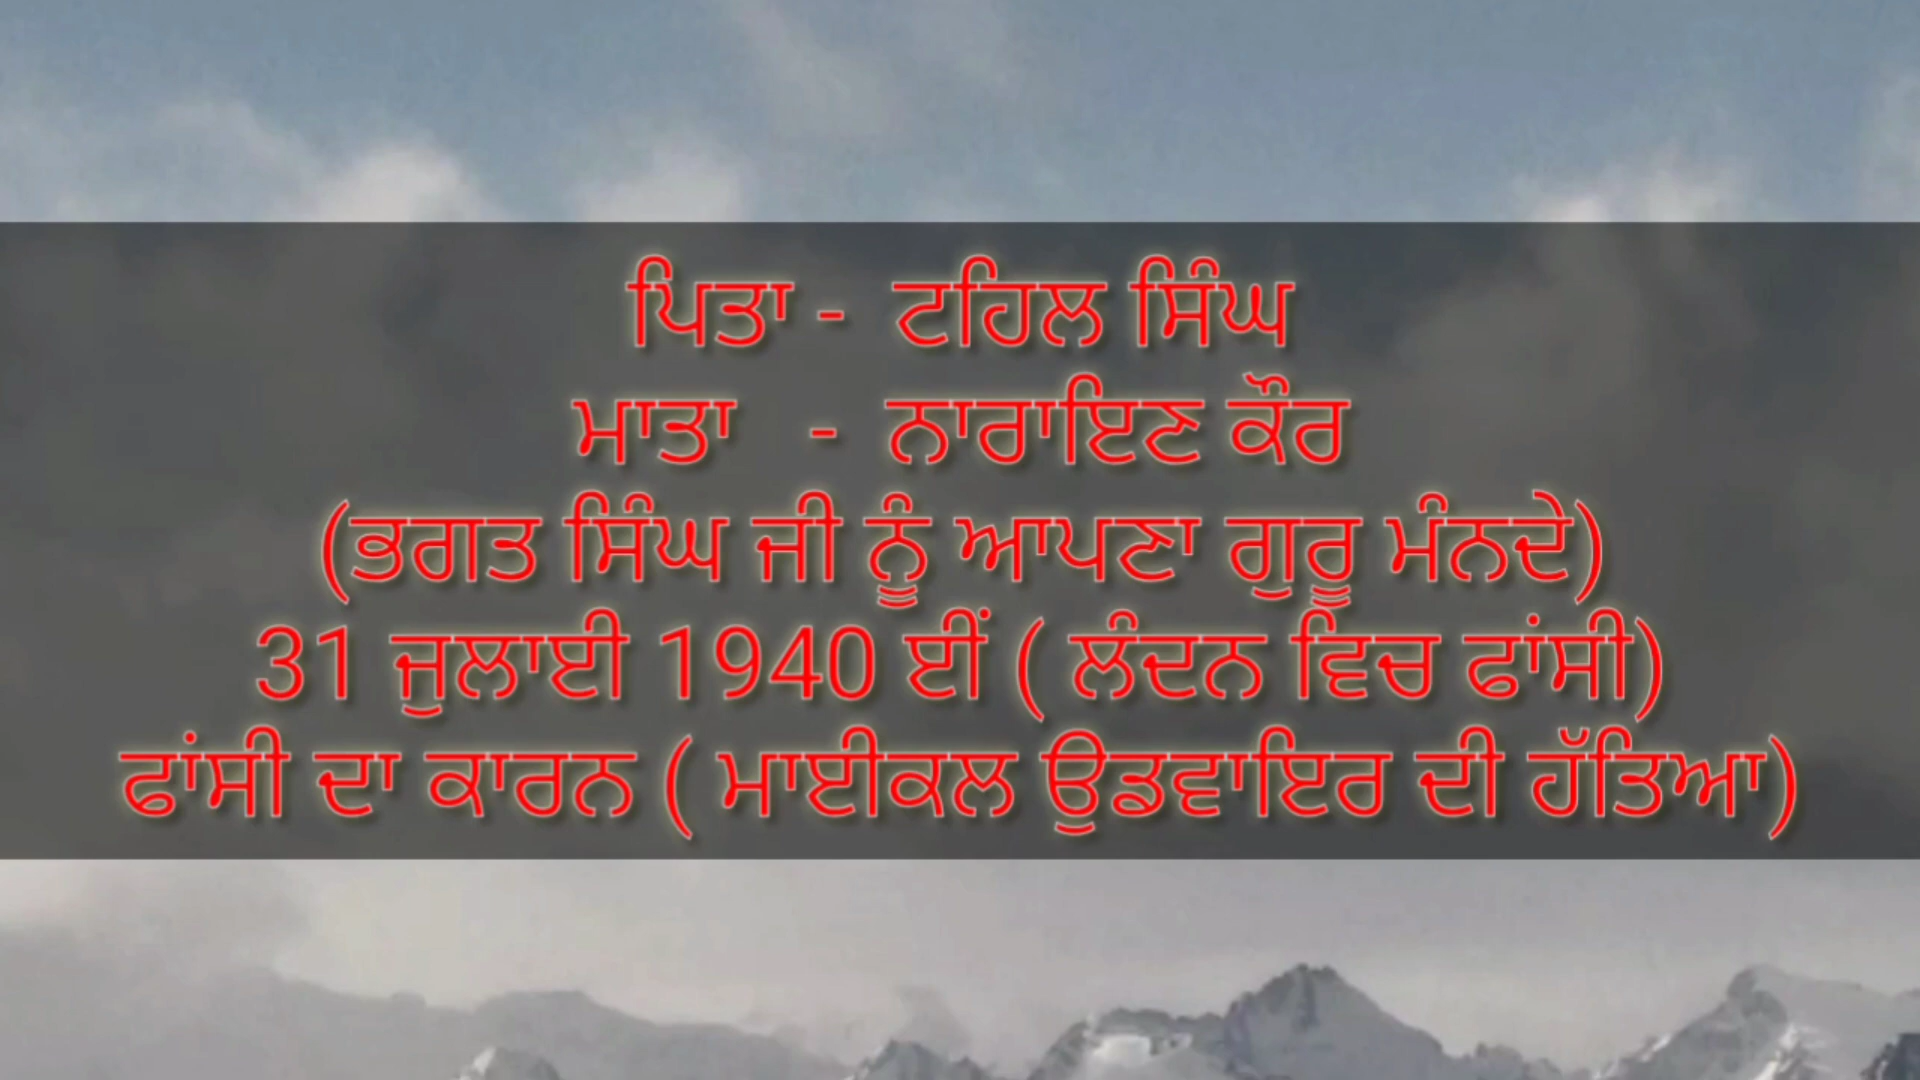 ਪਿਤਾ - ਟਹਿਲ ਸਿੰਘ
ਮਾਤਾ - ਨਾਰਾਇਣ ਕੌਰ
(ਭਗਤ ਸਿੰਘ ਜੀ ਨੂੰ ਆਪਣਾ ਗੁਰੂ ਮੰਨਦੇ)
31 ਜੁਲਾਈ 1940 ਈਂ ( ਲੰਦਨ ਵਿਚ ਫਾਂਸੀ)
ਫਾਂਸੀ ਦਾ ਕਾਰਨ ( ਮਾਈਕਲ ਉਡਵਾਇਰ ਦੀ ਹੱਤਿਆ)